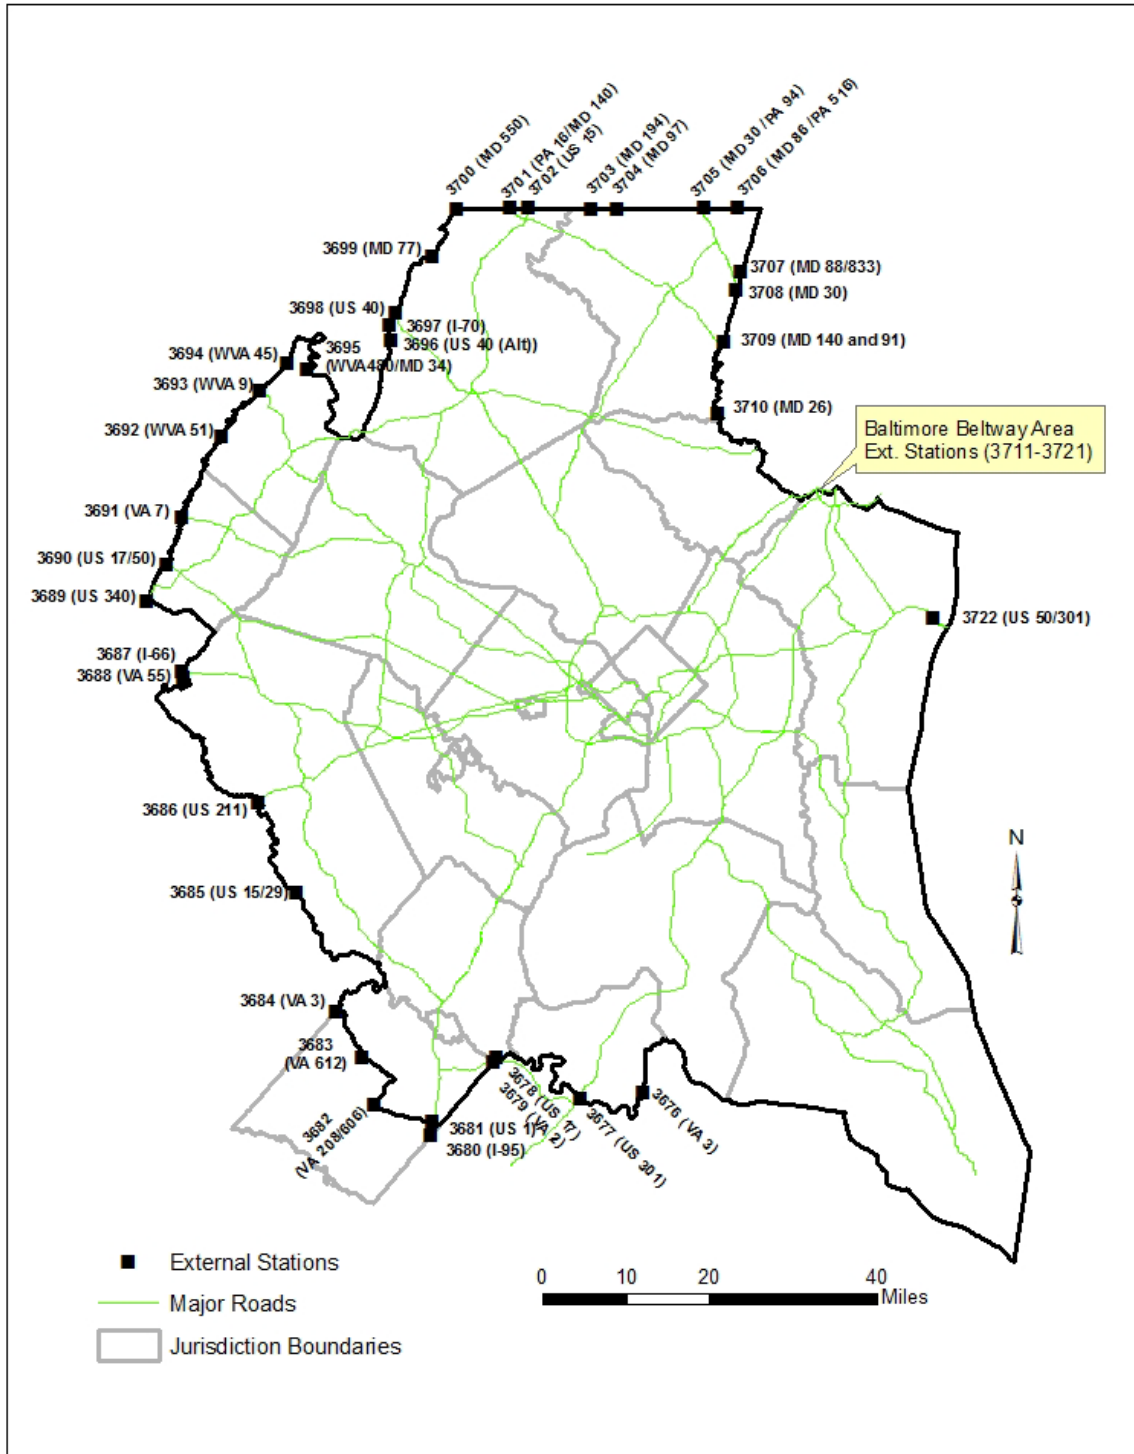 3700 (MD 550)
3701 (PA 16/MD 140)
3702 (US 15)
3703 (MD 194)
3704 (MD 97)
3705 (MD 30 /PA 94)
3706 (MD 86 /PA 516)
3699 (MD 77)
3707 (MD 88/833)
3708 (MD 30)
3698 (US 40)
3697 (I-70)
3696 (US 40 (Alt))
3709 (MD 140 and 91)
3694 (WVA 45)
3695
(WVA480/MD 34)
3693 (WVA 9)
3710 (MD 26)
3692 (WVA 51)
Baltimore Beltway Area
Ext. Stations (3711-3721)
3691 (VA 7)
3690 (US 17/50)
3689 (US 340)
3722 (US 50/301)
3687 (I-66)
3688 (VA 55)
3686 (US 211)
N
3685 (US 15/29)
3684 (VA 3)
3683
(VA 612)
3682
(VA 208/606)
3681 (US 1)
3680 (I-95)
3678 (US 17)
3679 (VA 2)
3677 (US 301)
3676 (VA 3)
External Stations
Major Roads
Jurisdiction Boundaries
0 10 20 40
Miles